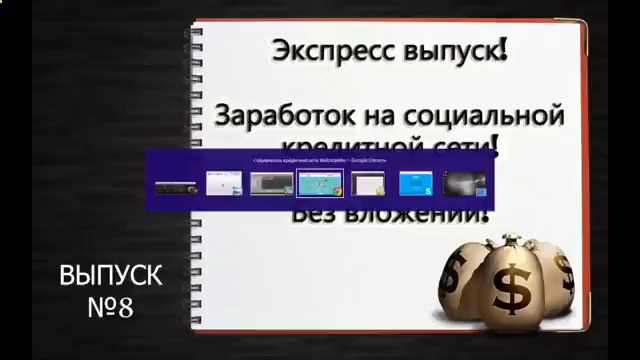 Экспресс выпуск!
Заработок на социальной
кредитной сети!
Без вложений!
ВЫПУСК
№8